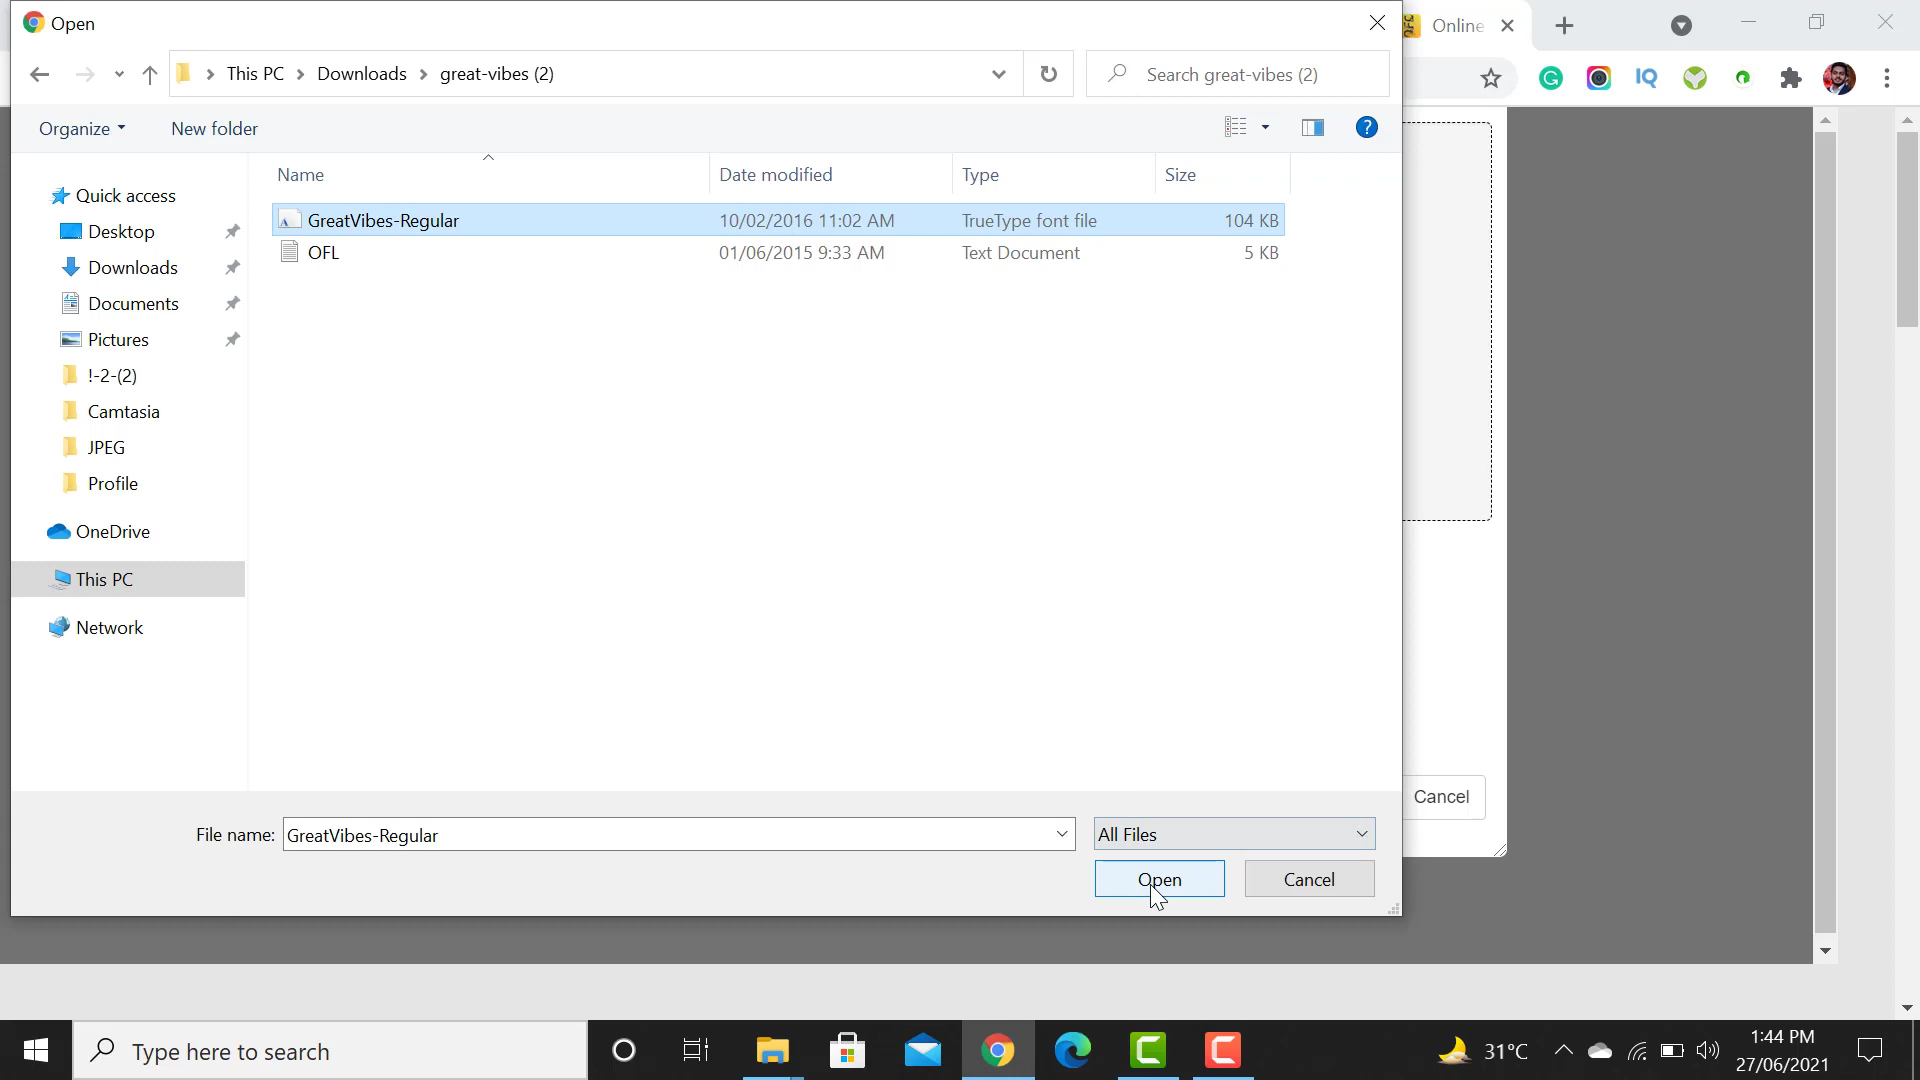 Open
Online
This PC
Downloads
great-vibes (2)
Search great-vibes (2)
IQ
Organize
New folder
?
Name
Date modified
Type
Size
Quick access
Desktop
Downloads
Documents
Pictures
!-2-(2)
Camtasia
JPEG
Profile
OneDrive
This PC
Network
GreatVibes-Regular
10/02/2016 11:02 AM
TrueType font file
104 KB
OFL
01/06/2015 9:33 AM
Text Document
5 KB
Cancel
File name:
GreatVibes-Regular
All Files
Open
Cancel
Type here to search
31°C
1:44 PM
27/06/2021